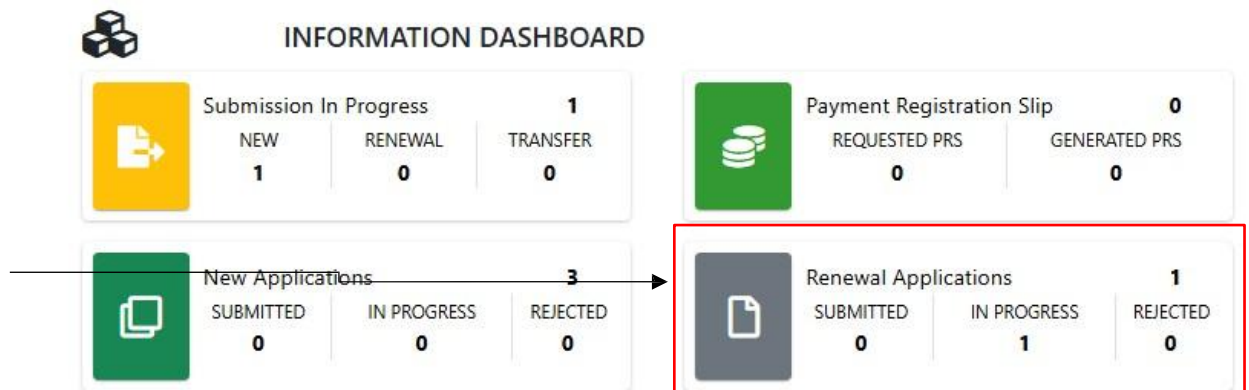 INFORMATION DASHBOARD
Submission In Progress 1
NEW RENEWAL TRANSFER
1 0 0
Payment Registration Slip 0
REQUESTED PRS GENERATED PRS
0 0
New Applications 3
SUBMITTED IN PROGRESS REJECTED
0 0 0
Renewal Applications 1
SUBMITTED IN PROGRESS REJECTED
0 1 0